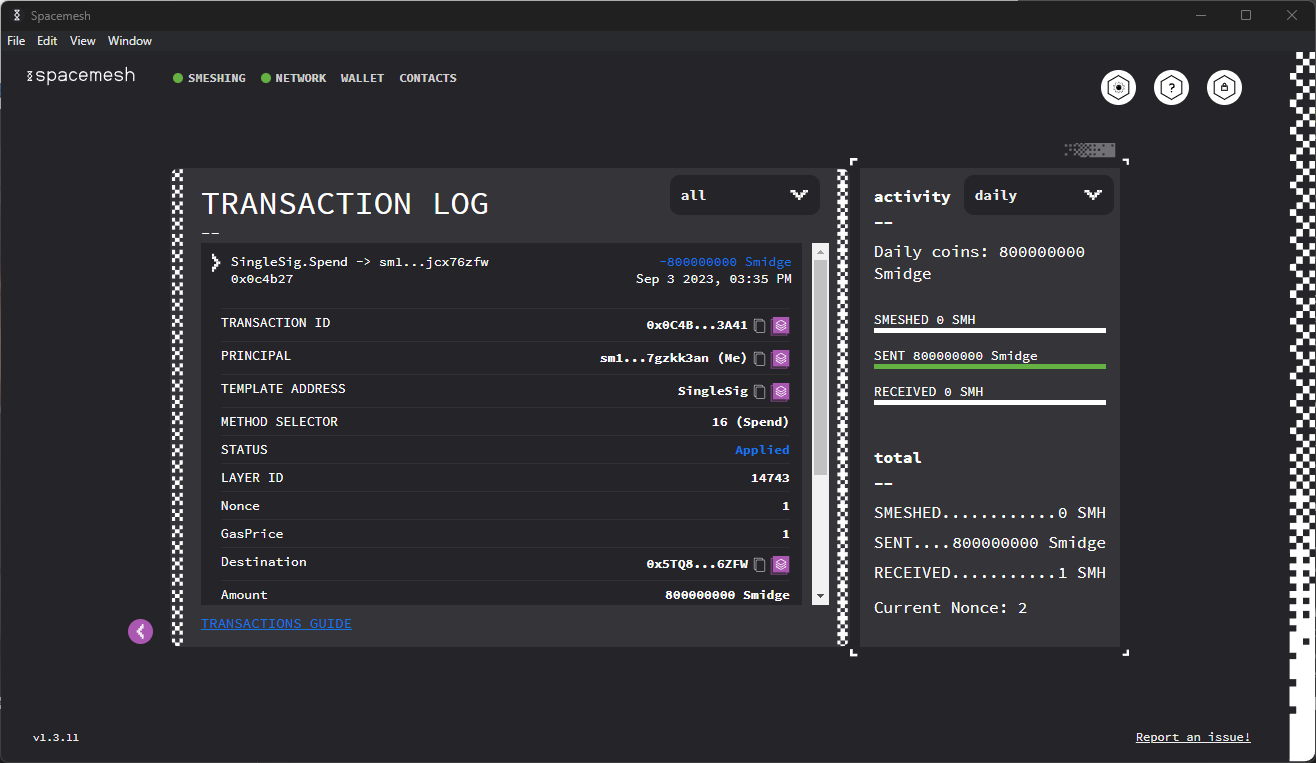 Spacemesh
File Edit View Window
spacemesh
SMESHING NETWORK WALLET CONTACTS
?
TRANSACTION LOG
--
all
SingleSig.Spend -> sm1...jcx76zfw
-800000000 Smidge
0x0c4b27
Sep 3 2023, 03:35 PM
TRANSACTION ID 0x0C4B...3A41
PRINCIPAL sm1...7gzkk3an (Me)
TEMPLATE ADDRESS SingleSig
METHOD SELECTOR 16 (Spend)
STATUS Applied
LAYER ID 14743
Nonce 1
GasPrice 1
Destination 0x5TQ8...6ZFW
Amount 800000000 Smidge
TRANSACTIONS GUIDE
activity
daily
--
Daily coins: 800000000
Smidge
SMESHED 0 SMH
SENT 800000000 Smidge
RECEIVED 0 SMH
total
--
SMESHED............0 SMH
SENT....800000000 Smidge
RECEIVED...........1 SMH
Current Nonce: 2
v1.3.11
Report an issue!